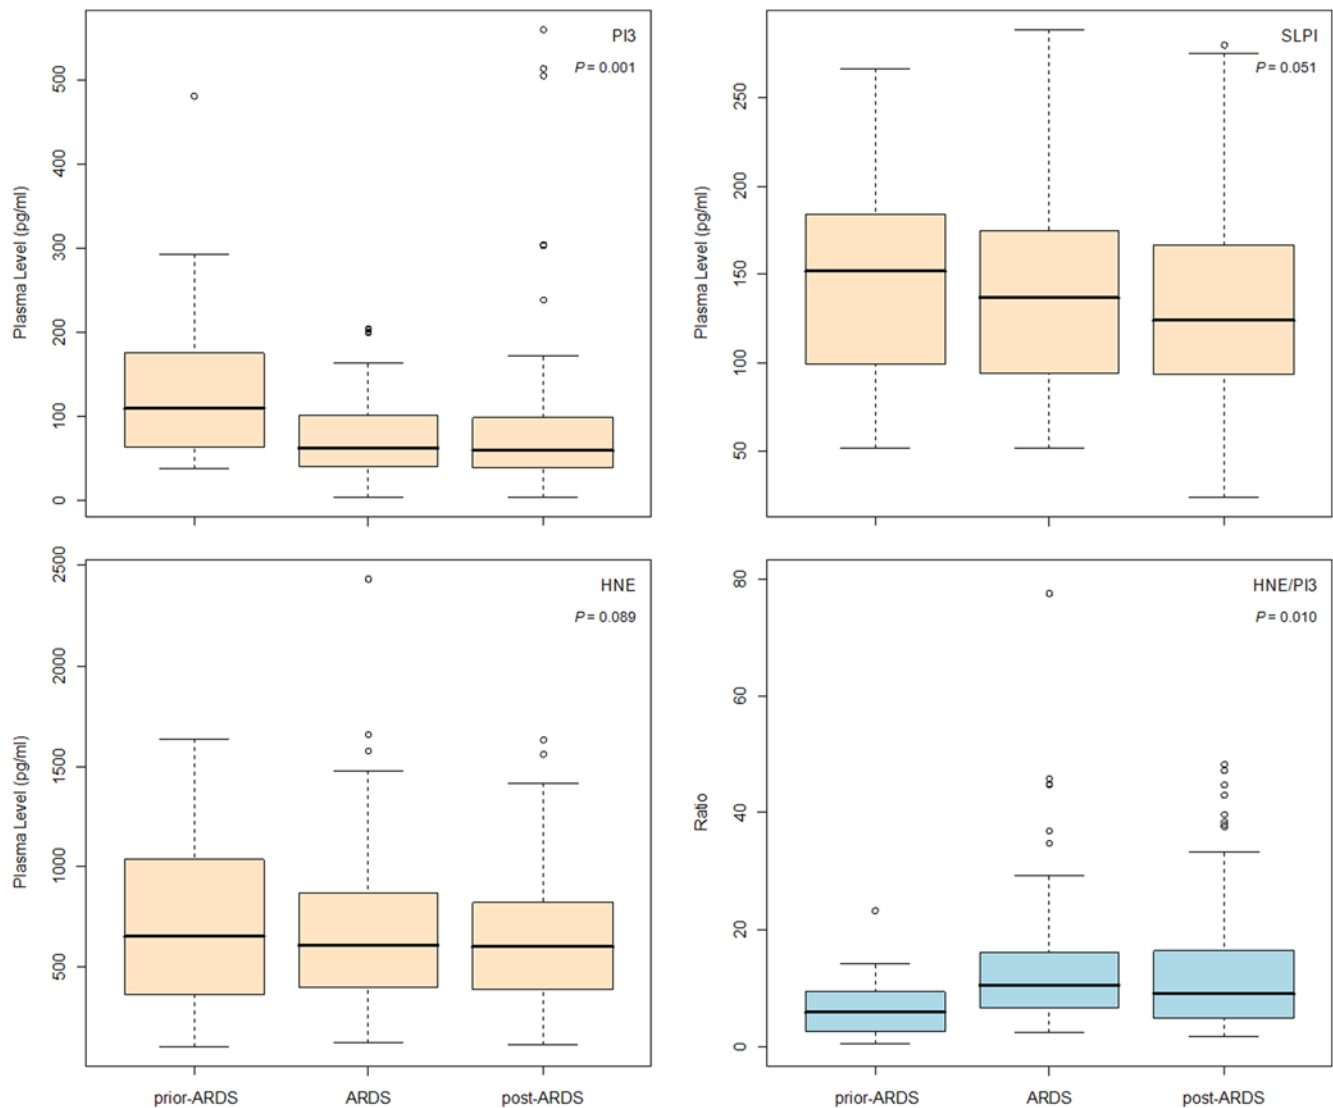 PI3
P = 0.001
Plasma Level (pg/ml)
500
400
300
200
100
0
SLPI
P = 0.051
Plasma Level (pg/ml)
250
200
150
100
50
HNE
P = 0.089
Plasma Level (pg/ml)
2500
2000
1500
1000
500
prior-ARDS
ARDS
post-ARDS
HNE/PI3
P = 0.010
Ratio
80
60
40
20
0
prior-ARDS
ARDS
post-ARDS